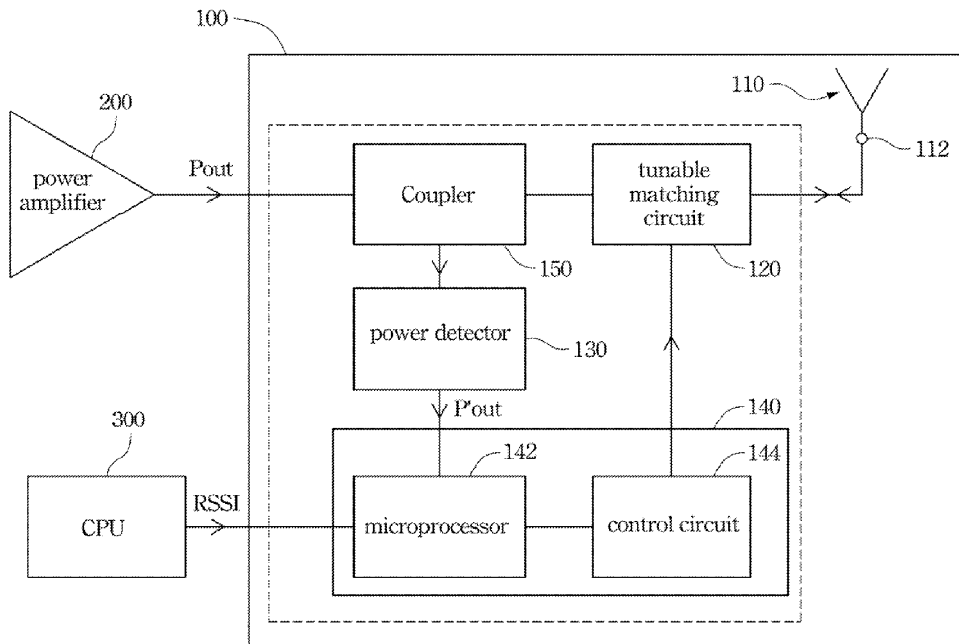 100
200
power
amplifier
Pout
Coupler
150
tunable
matching
circuit
120
110
112
power detector
130
P'out
140
300
CPU
RSSI
142
microprocessor
144
control circuit